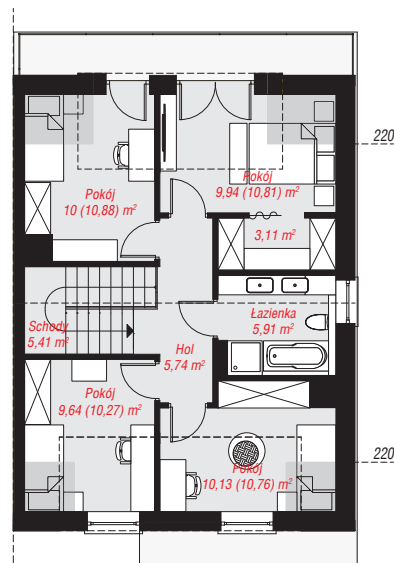 220
Pokój
10 (10,88) m²
Pokój
9,94 (10,81) m²
3,11 m²
Schody
5,41 m²
Łazienka
5,91 m²
Hol
5,74 m²
Pokój
9,64 (10,27) m²
220
Pokój
10,13 (10,76) m²